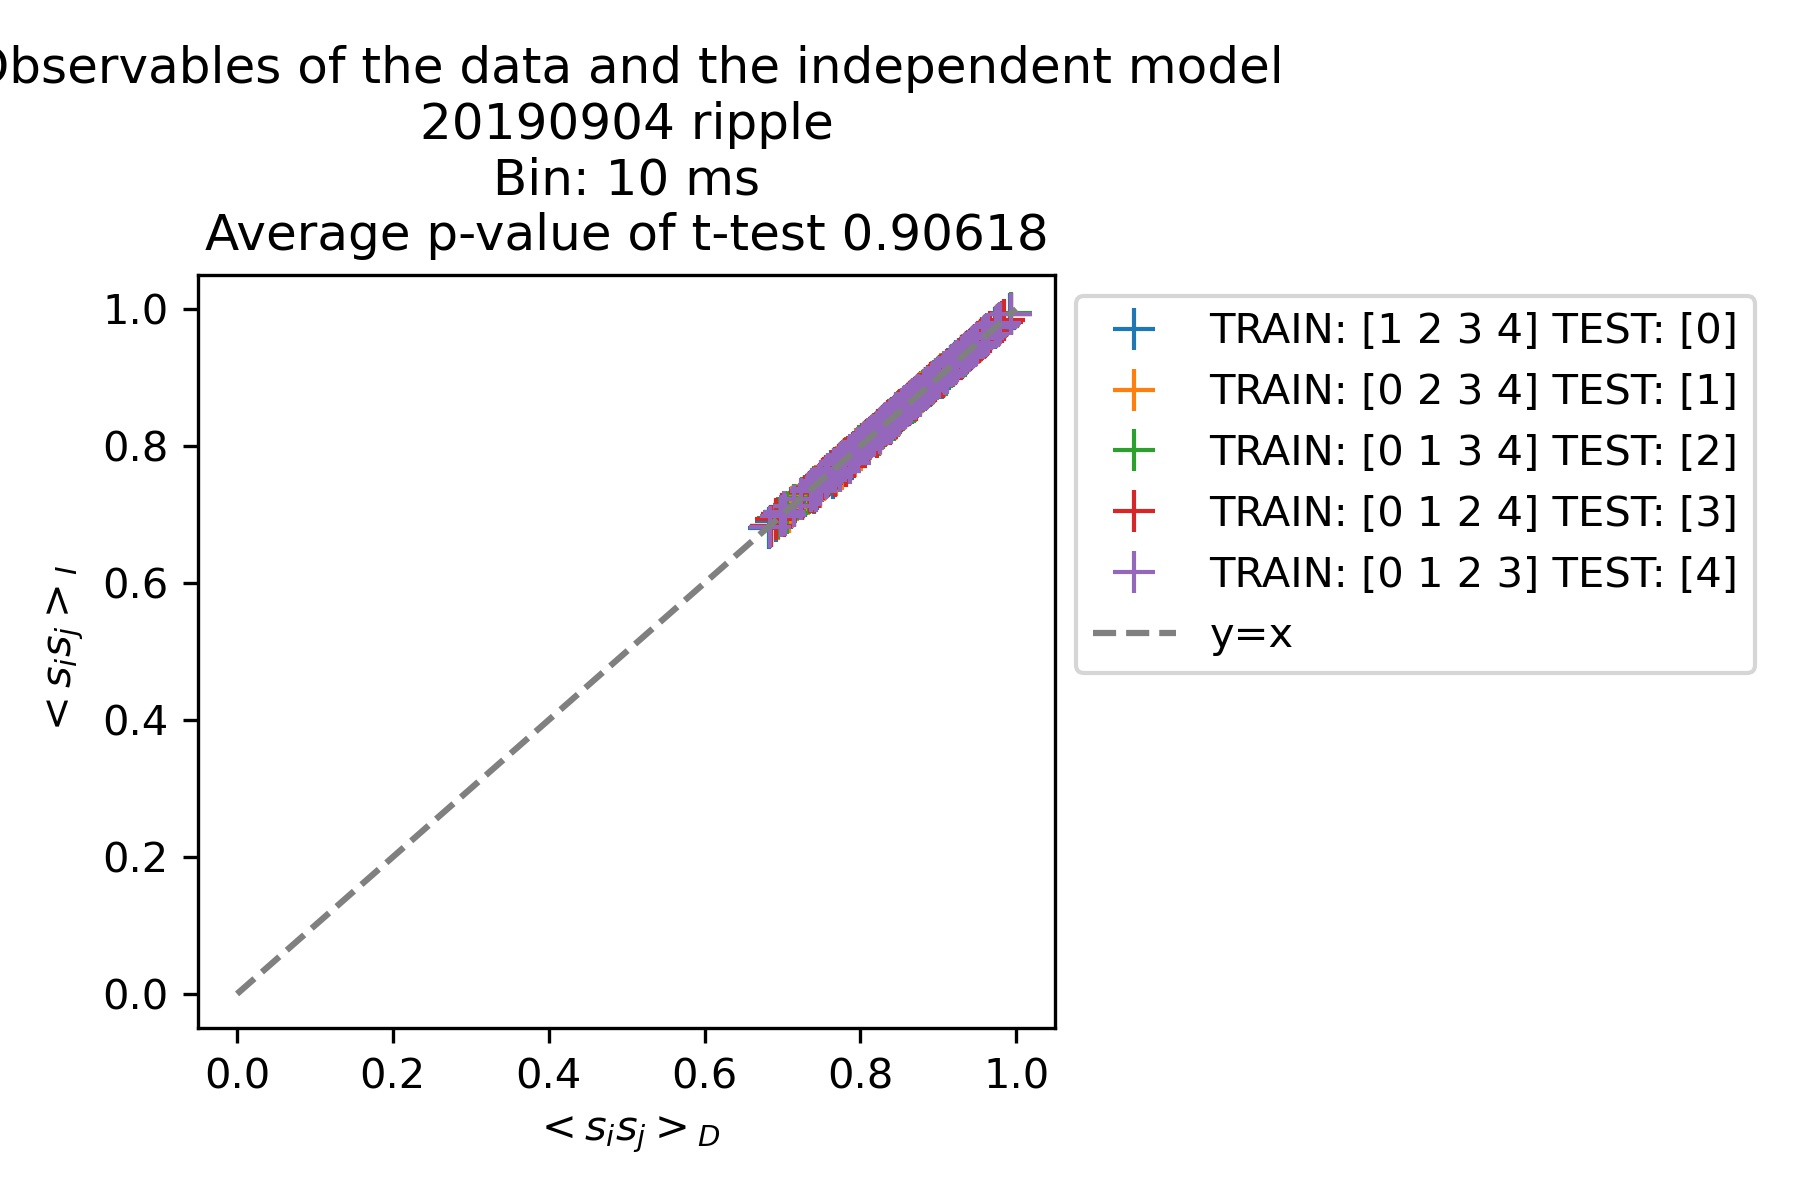 Observables of the data and the independent model
20190904 ripple
Bin: 10 ms
Average p-value of t-test 0.90618
1.0
0.8
0.6
0.4
0.2
0.0
<s_i s_j>_I
0.0 0.2 0.4 0.6 0.8 1.0
<s_i s_j>_D
TRAIN: [1 2 3 4] TEST: [0]
TRAIN: [0 2 3 4] TEST: [1]
TRAIN: [0 1 3 4] TEST: [2]
TRAIN: [0 1 2 4] TEST: [3]
TRAIN: [0 1 2 3] TEST: [4]
y=x